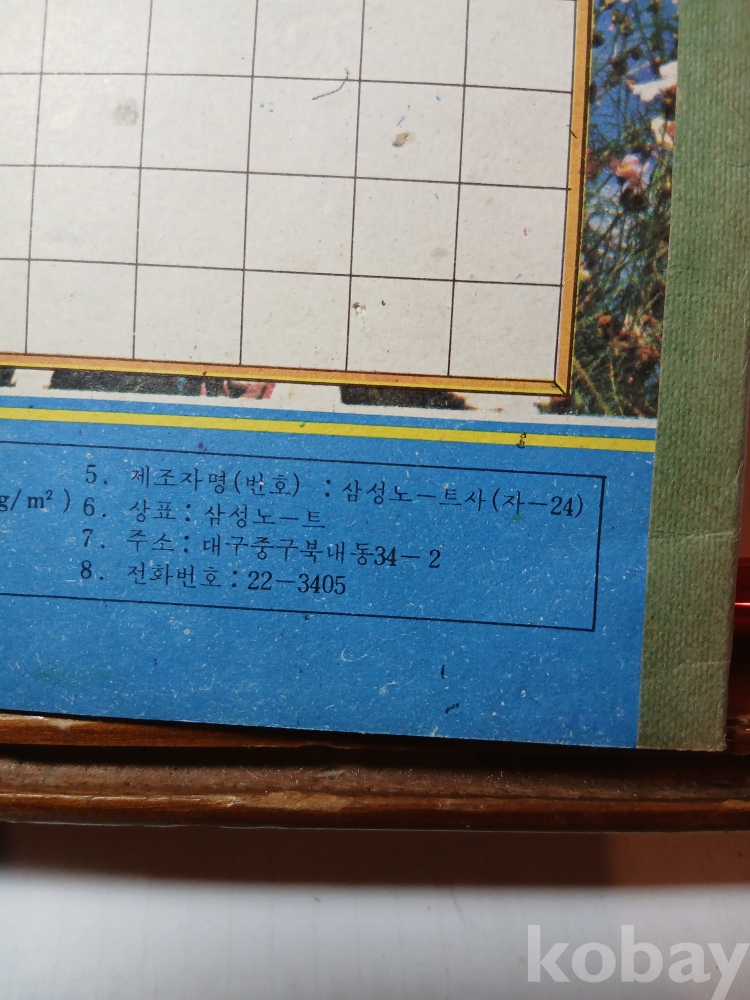 5. 제조자명(번호) : 삼성노―트사(자―24)
g/m²) 6. 상표 : 삼성노―트
7. 주소 : 대구중구북내동34―2
8. 전화번호 : 22―3405
kobay